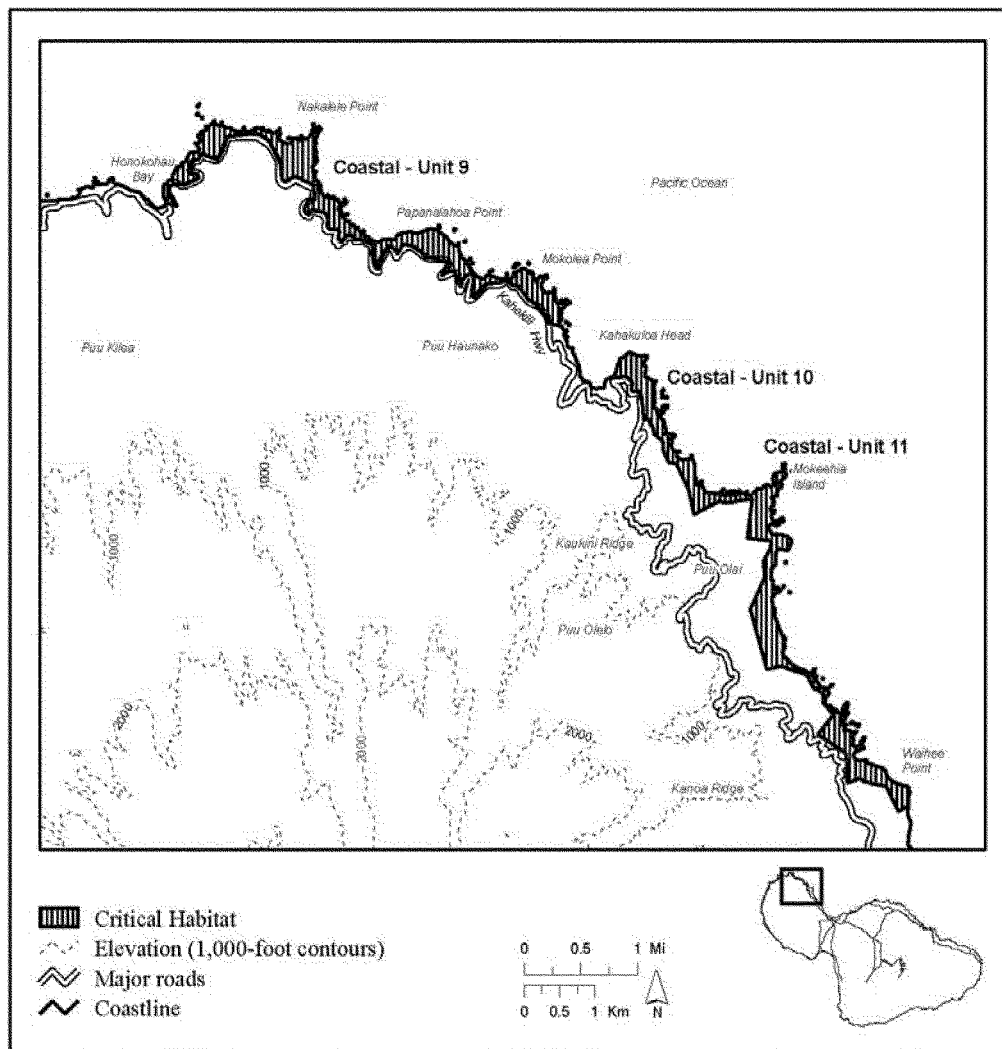 Nakalele Point
Honokohau
Bay
Coastal - Unit 9
Pacific Ocean
Papanalahoa Point
Mokolea Point
Kahekili Hwy
Kahakuloa Head
Puu Kilea
Puu Haunako
Coastal - Unit 10
Coastal - Unit 11
Mokeehia
Island
1000
1000
1000
Kaukini Ridge
Puu Olai
Puu Olelo
2000
2000
2000
1000
Waihee
Point
Kanoa Ridge
Critical Habitat
Elevation (1,000-foot contours)
Major roads
Coastline
0 0.5 1 Mi
0 0.5 1 Km
N